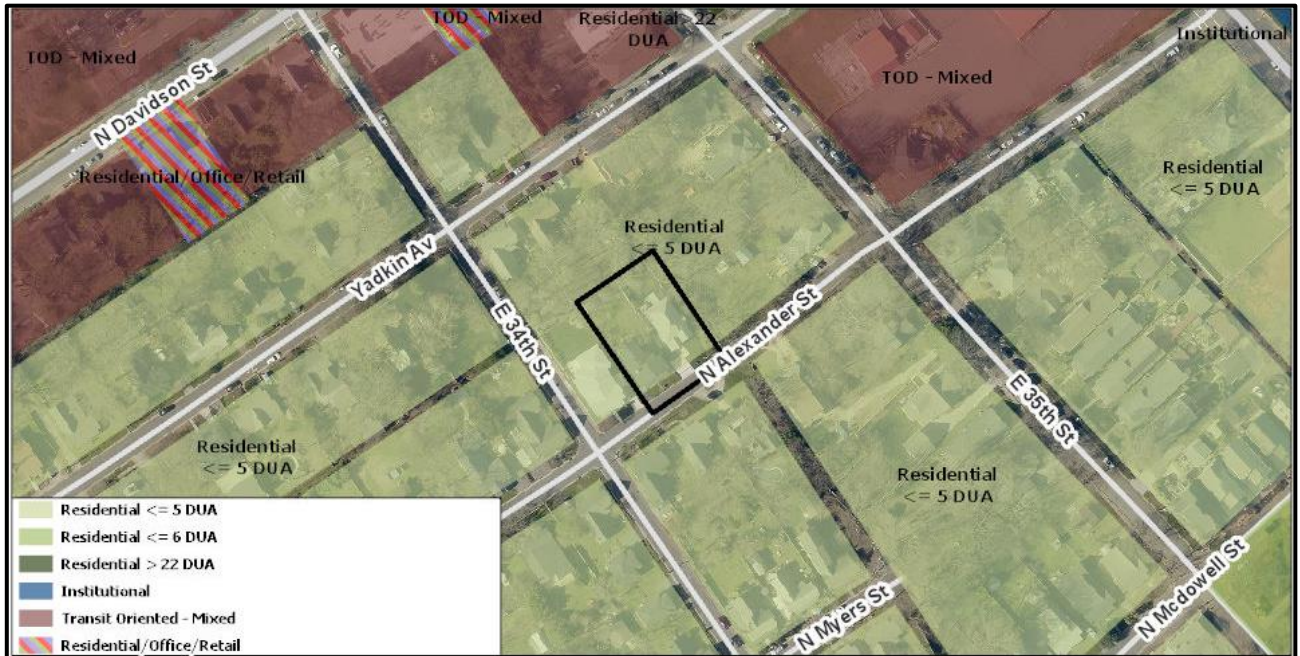 TOD - Mixed
Residential > 22
DUA
Institutional
TOD - Mixed
TOD - Mixed
N Davidson St
Residential
<= 5 DUA
Residential/Office/Retail
Residential
<= 5 DUA
Yadkin Av
E 34th St
N Alexander St
E 35th St
Residential
<= 5 DUA
Residential
<= 5 DUA
N Myers St
N Mcdowell St
Residential <= 5 DUA
Residential <= 6 DUA
Residential > 22 DUA
Institutional
Transit Oriented - Mixed
Residential/Office/Retail